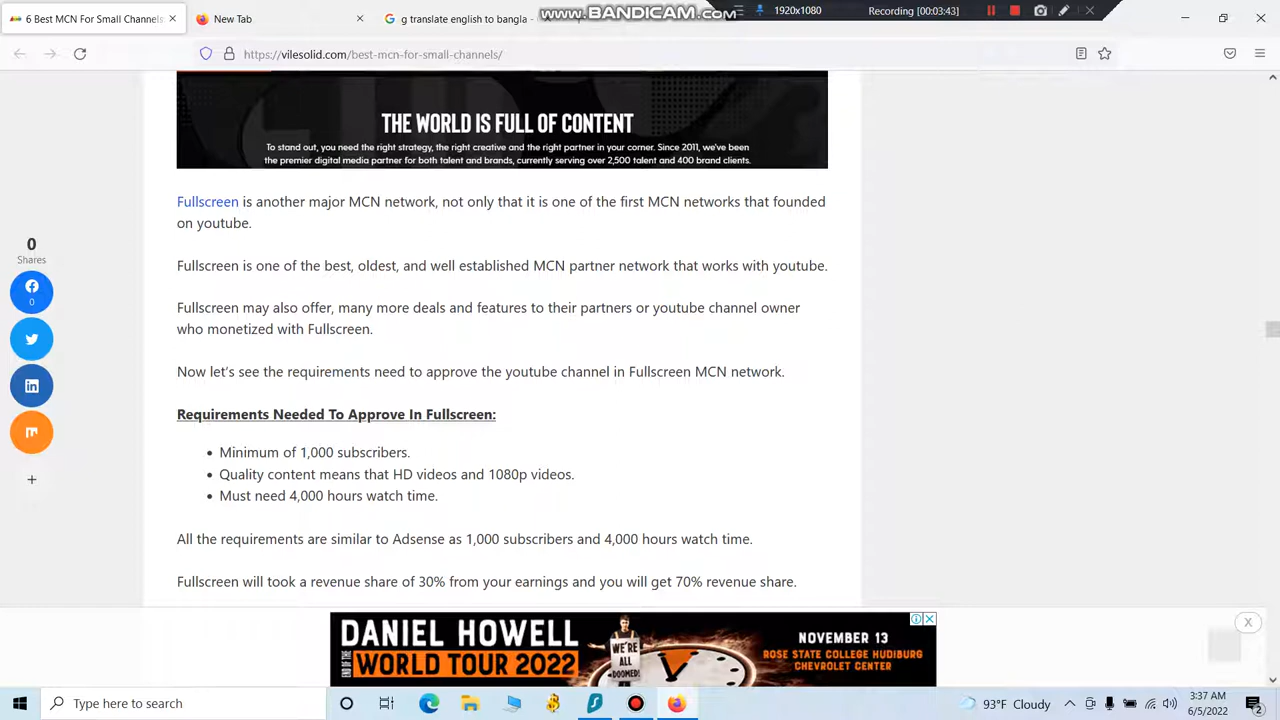 6 Best MCN For Small Channels
New Tab
g translate english to bangla -
www.BANDICAM.com
1920x1080
Recording [00:03:43]
https://vilesolid.com/best-mcn-for-small-channels/
THE WORLD IS FULL OF CONTENT
To stand out, you need the right strategy, the right creative and the right partner in your corner. Since 2011, we've been
the premier digital media partner for both talent and brands, currently serving over 2,500 talent and 400 brand clients.
Fullscreen is another major MCN network, not only that it is one of the first MCN networks that founded
on youtube.
Fullscreen is one of the best, oldest, and well established MCN partner network that works with youtube.
Fullscreen may also offer, many more deals and features to their partners or youtube channel owner
who monetized with Fullscreen.
Now let's see the requirements need to approve the youtube channel in Fullscreen MCN network.
Requirements Needed To Approve In Fullscreen:
Minimum of 1,000 subscribers.
Quality content means that HD videos and 1080p videos.
Must need 4,000 hours watch time.
All the requirements are similar to Adsense as 1,000 subscribers and 4,000 hours watch time.
Fullscreen will took a revenue share of 30% from your earnings and you will get 70% revenue share.
0
Shares
0
DANIEL HOWELL
END OF THE
WORLD TOUR 2022
WE'RE
ALL
DOOMED!
NOVEMBER 13
ROSE STATE COLLEGE HUDIBURG
CHEVROLET CENTER
X
Type here to search
93°F Cloudy
3:37 AM
6/5/2022
2